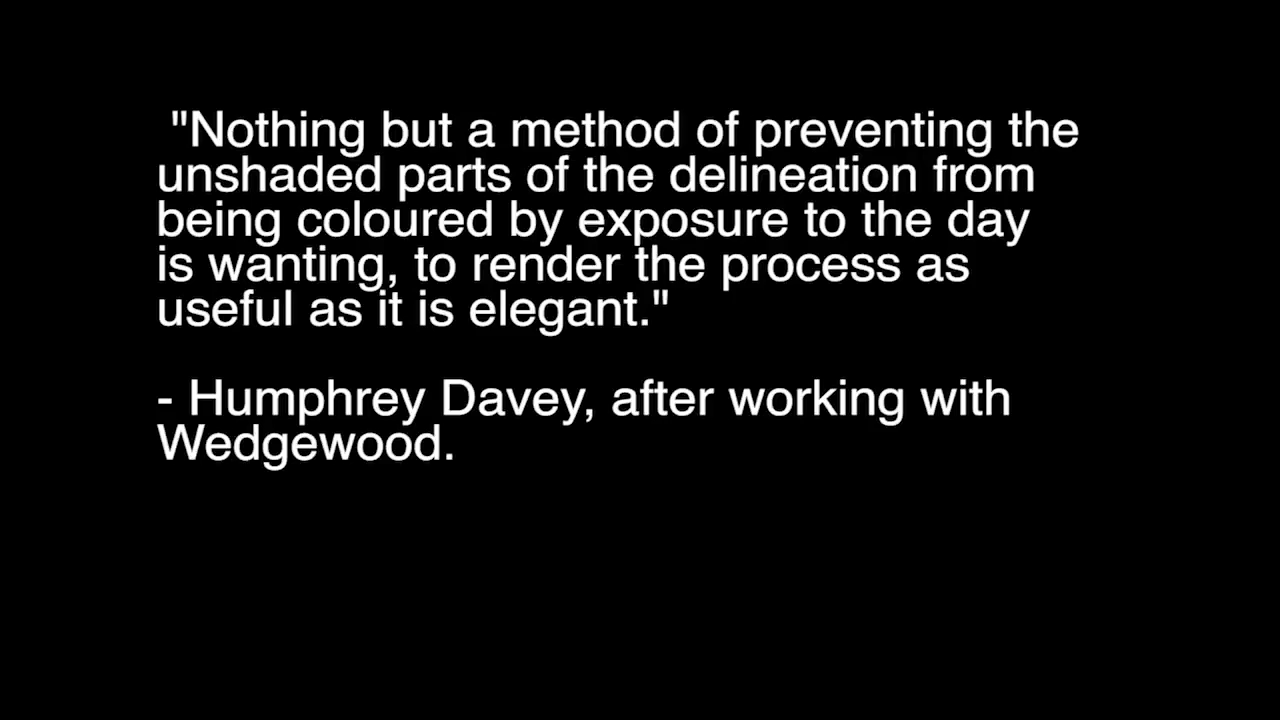 "Nothing but a method of preventing the
unshaded parts of the delineation from
being coloured by exposure to the day
is wanting, to render the process as
useful as it is elegant."
- Humphrey Davey, after working with
Wedgewood.